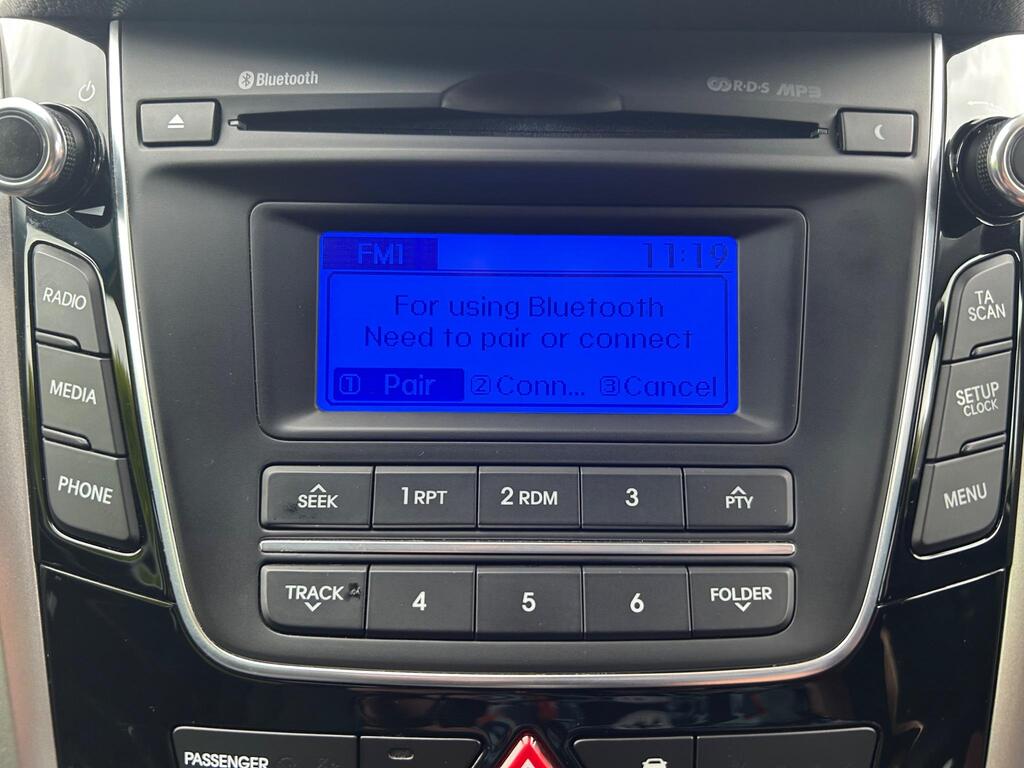 Bluetooth
R·D·S MP3
FM1 11:19
For using Bluetooth
Need to pair or connect
1 Pair 2 Conn... 3 Cancel
RADIO
MEDIA
PHONE
TA
SCAN
SETUP
CLOCK
MENU
SEEK 1 RPT 2 RDM 3 PTY
TRACK 4 5 6 FOLDER
PASSENGER